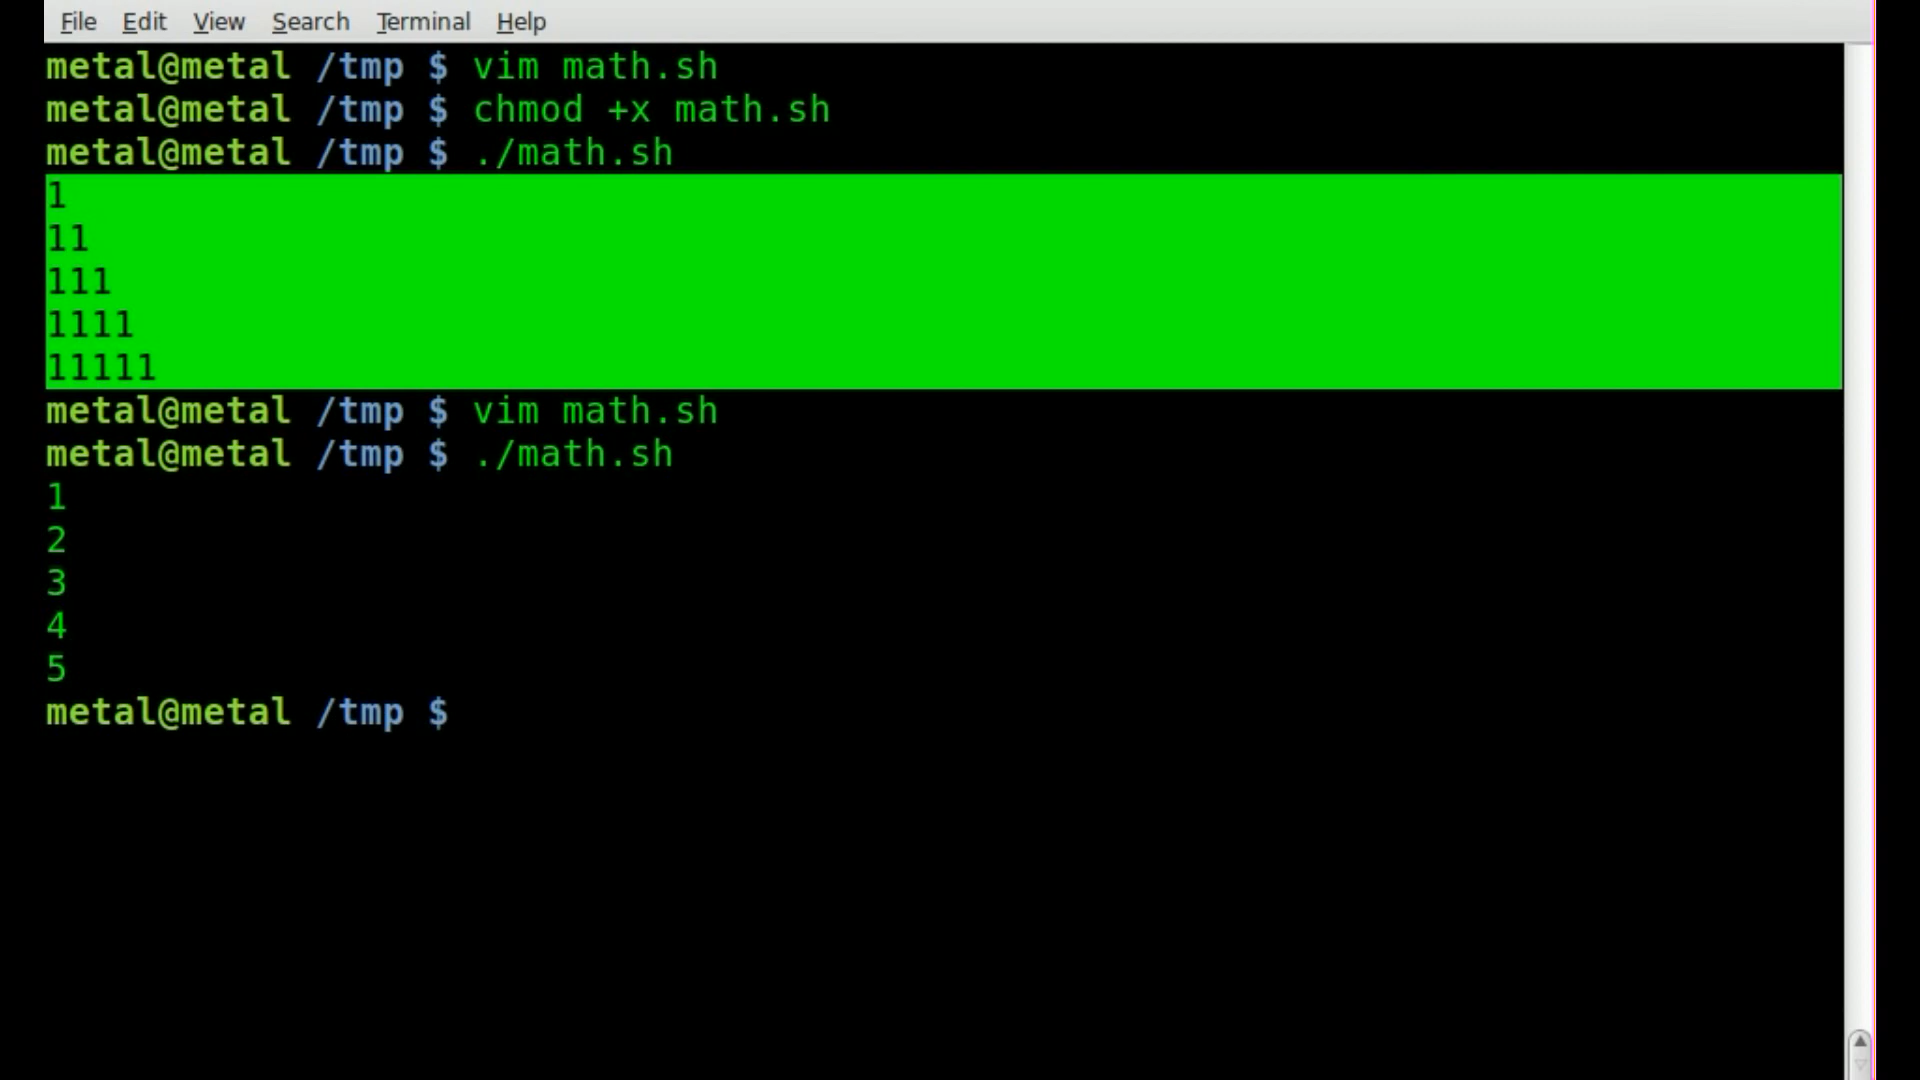 File Edit View Search Terminal Help
metal@metal /tmp $ vim math.sh
metal@metal /tmp $ chmod +x math.sh
metal@metal /tmp $ ./math.sh
1
11
111
1111
11111
metal@metal /tmp $ vim math.sh
metal@metal /tmp $ ./math.sh
1
2
3
4
5
metal@metal /tmp $